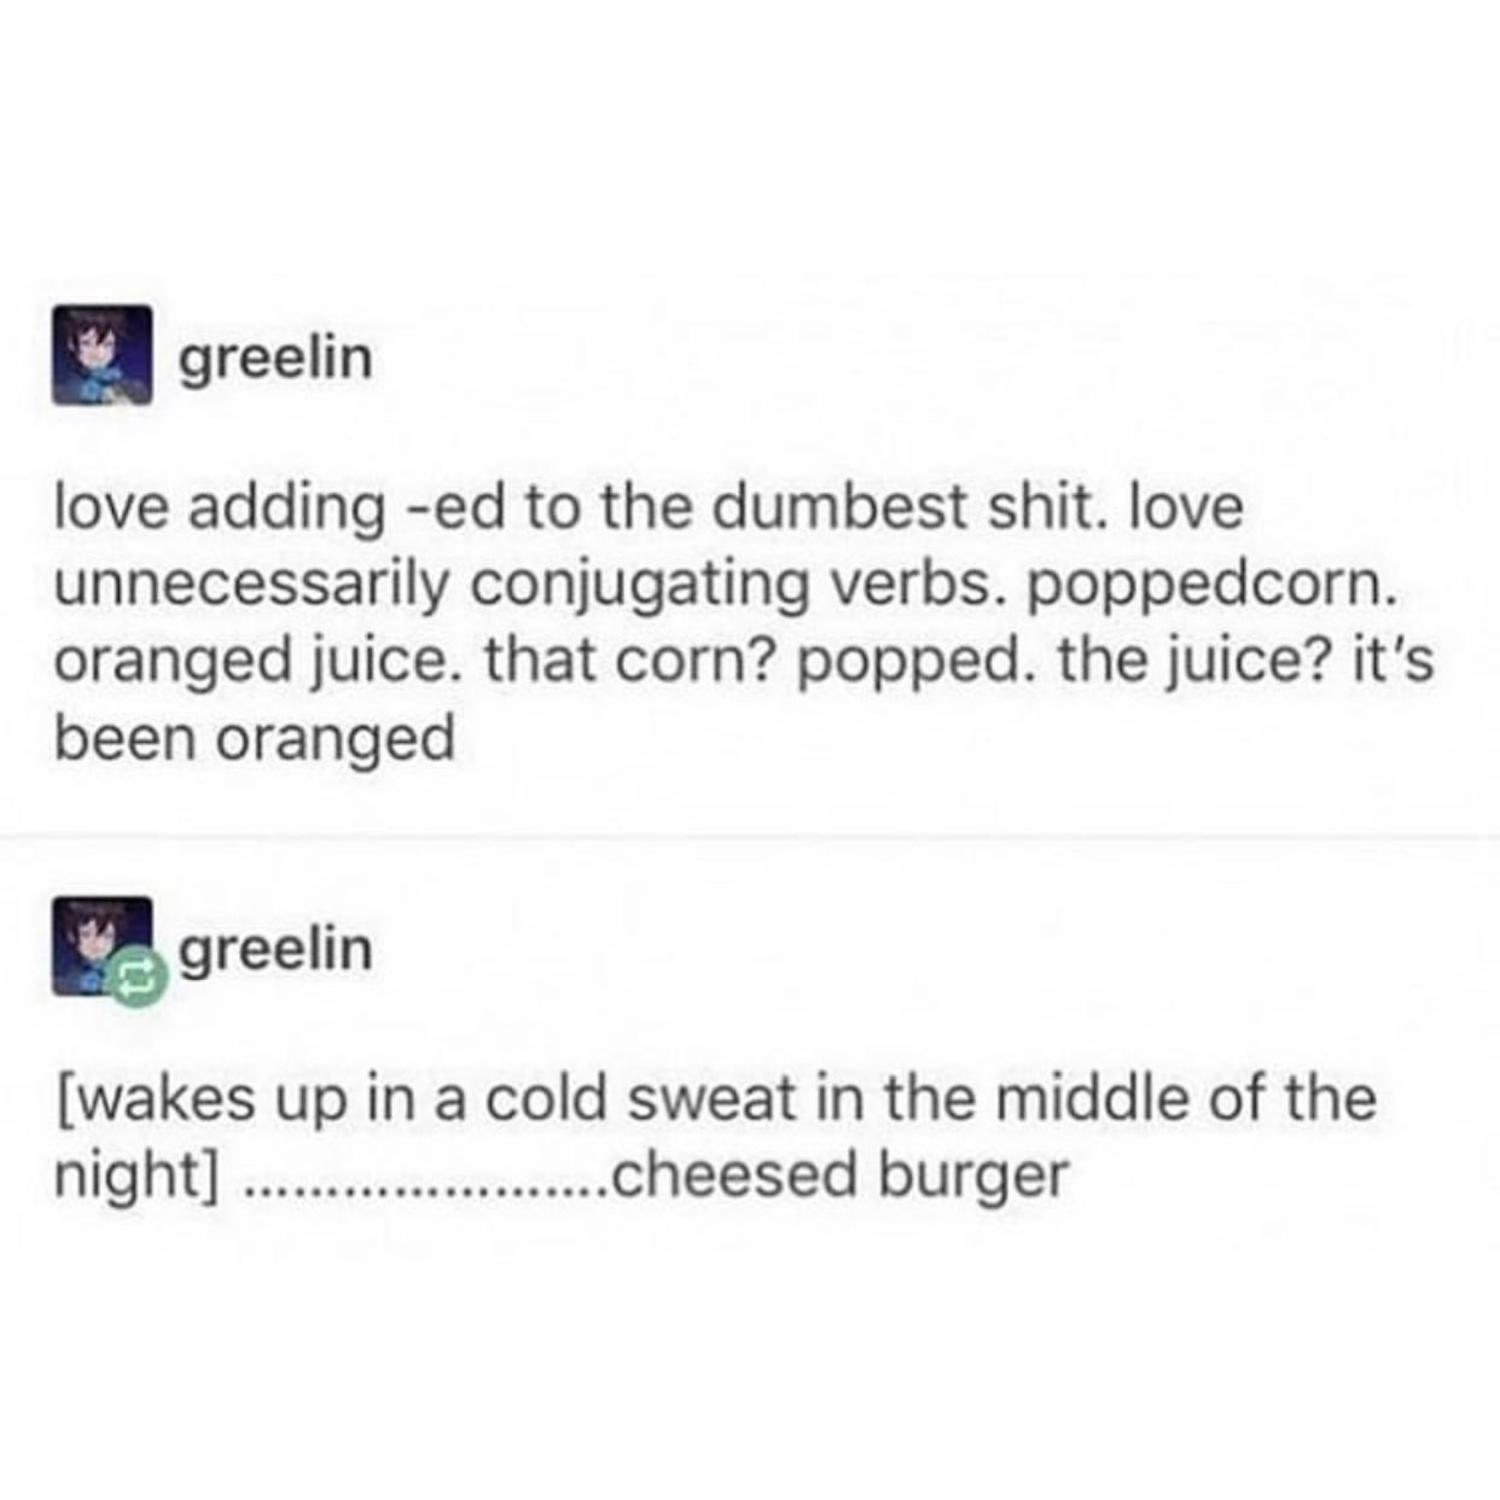 greelin
love adding -ed to the dumbest shit. love
unnecessarily conjugating verbs. poppedcorn.
oranged juice. that corn? popped. the juice? it's
been oranged
greelin
[wakes up in a cold sweat in the middle of the
night] ......................cheesed burger